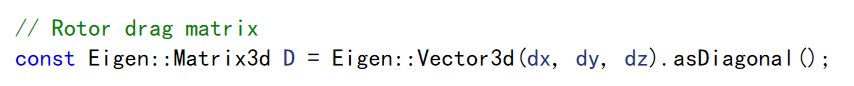 // Rotor drag matrix
const Eigen::Matrix3d D = Eigen::Vector3d(dx, dy, dz).asDiagonal();